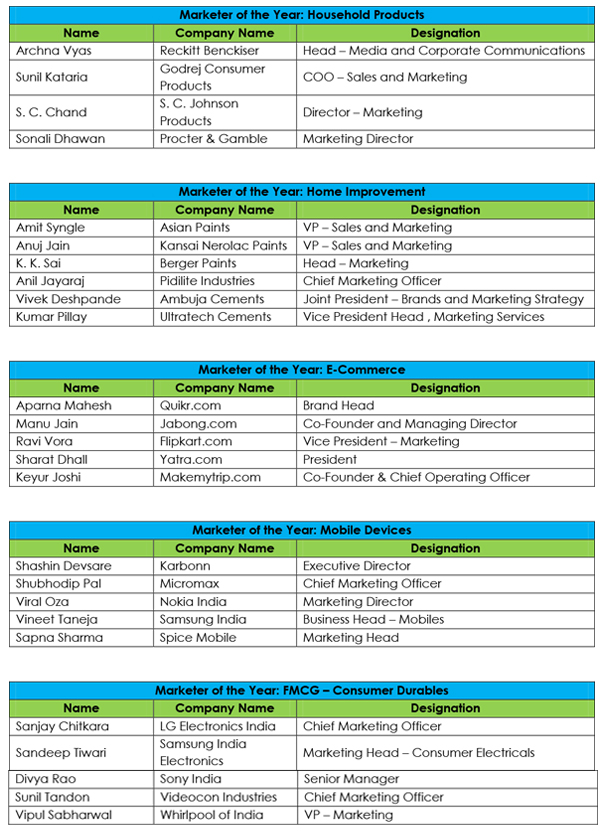 Marketer of the Year: Household Products
Name Company Name Designation
Archna Vyas Reckitt Benckiser Head – Media and Corporate Communications
Sunil Kataria Godrej Consumer Products COO – Sales and Marketing
S. C. Chand S. C. Johnson Products Director – Marketing
Sonali Dhawan Procter & Gamble Marketing Director
Marketer of the Year: Home Improvement
Name Company Name Designation
Amit Syngle Asian Paints VP – Sales and Marketing
Anuj Jain Kansai Nerolac Paints VP – Sales and Marketing
K. K. Sai Berger Paints Head – Marketing
Anil Jayaraj Pidilite Industries Chief Marketing Officer
Vivek Deshpande Ambuja Cements Joint President – Brands and Marketing Strategy
Kumar Pillay Ultratech Cements Vice President Head , Marketing Services
Marketer of the Year: E-Commerce
Name Company Name Designation
Aparna Mahesh Quikr.com Brand Head
Manu Jain Jabong.com Co-Founder and Managing Director
Ravi Vora Flipkart.com Vice President – Marketing
Sharat Dhall Yatra.com President
Keyur Joshi Makemytrip.com Co-Founder & Chief Operating Officer
Marketer of the Year: Mobile Devices
Name Company Name Designation
Shashin Devsare Karbonn Executive Director
Shubhodip Pal Micromax Chief Marketing Officer
Viral Oza Nokia India Marketing Director
Vineet Taneja Samsung India Business Head – Mobiles
Sapna Sharma Spice Mobile Marketing Head
Marketer of the Year: FMCG – Consumer Durables
Name Company Name Designation
Sanjay Chitkara LG Electronics India Chief Marketing Officer
Sandeep Tiwari Samsung India Electronics Marketing Head – Consumer Electricals
Divya Rao Sony India Senior Manager
Sunil Tandon Videocon Industries Chief Marketing Officer
Vipul Sabharwal Whirlpool of India VP – Marketing